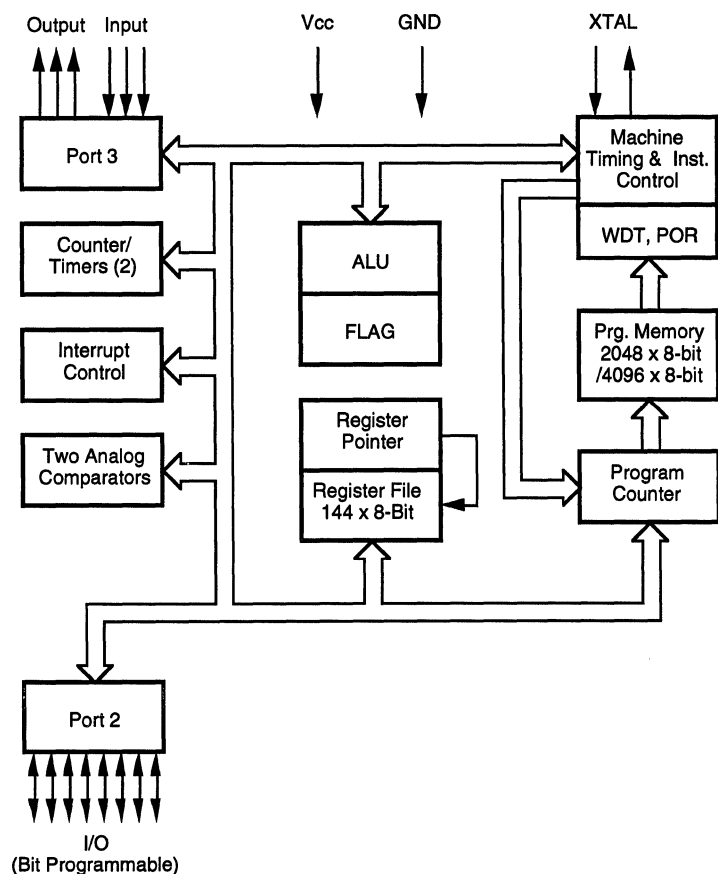 Output Input
Vcc GND XTAL
Port 3
Machine
Timing & Inst.
Control
WDT, POR
Counter/
Timers (2)
ALU
FLAG
Prg. Memory
2048 x 8-bit
/4096 x 8-bit
Interrupt
Control
Register
Pointer
Register File
144 x 8-Bit
Two Analog
Comparators
Program
Counter
Port 2
I/O
(Bit Programmable)